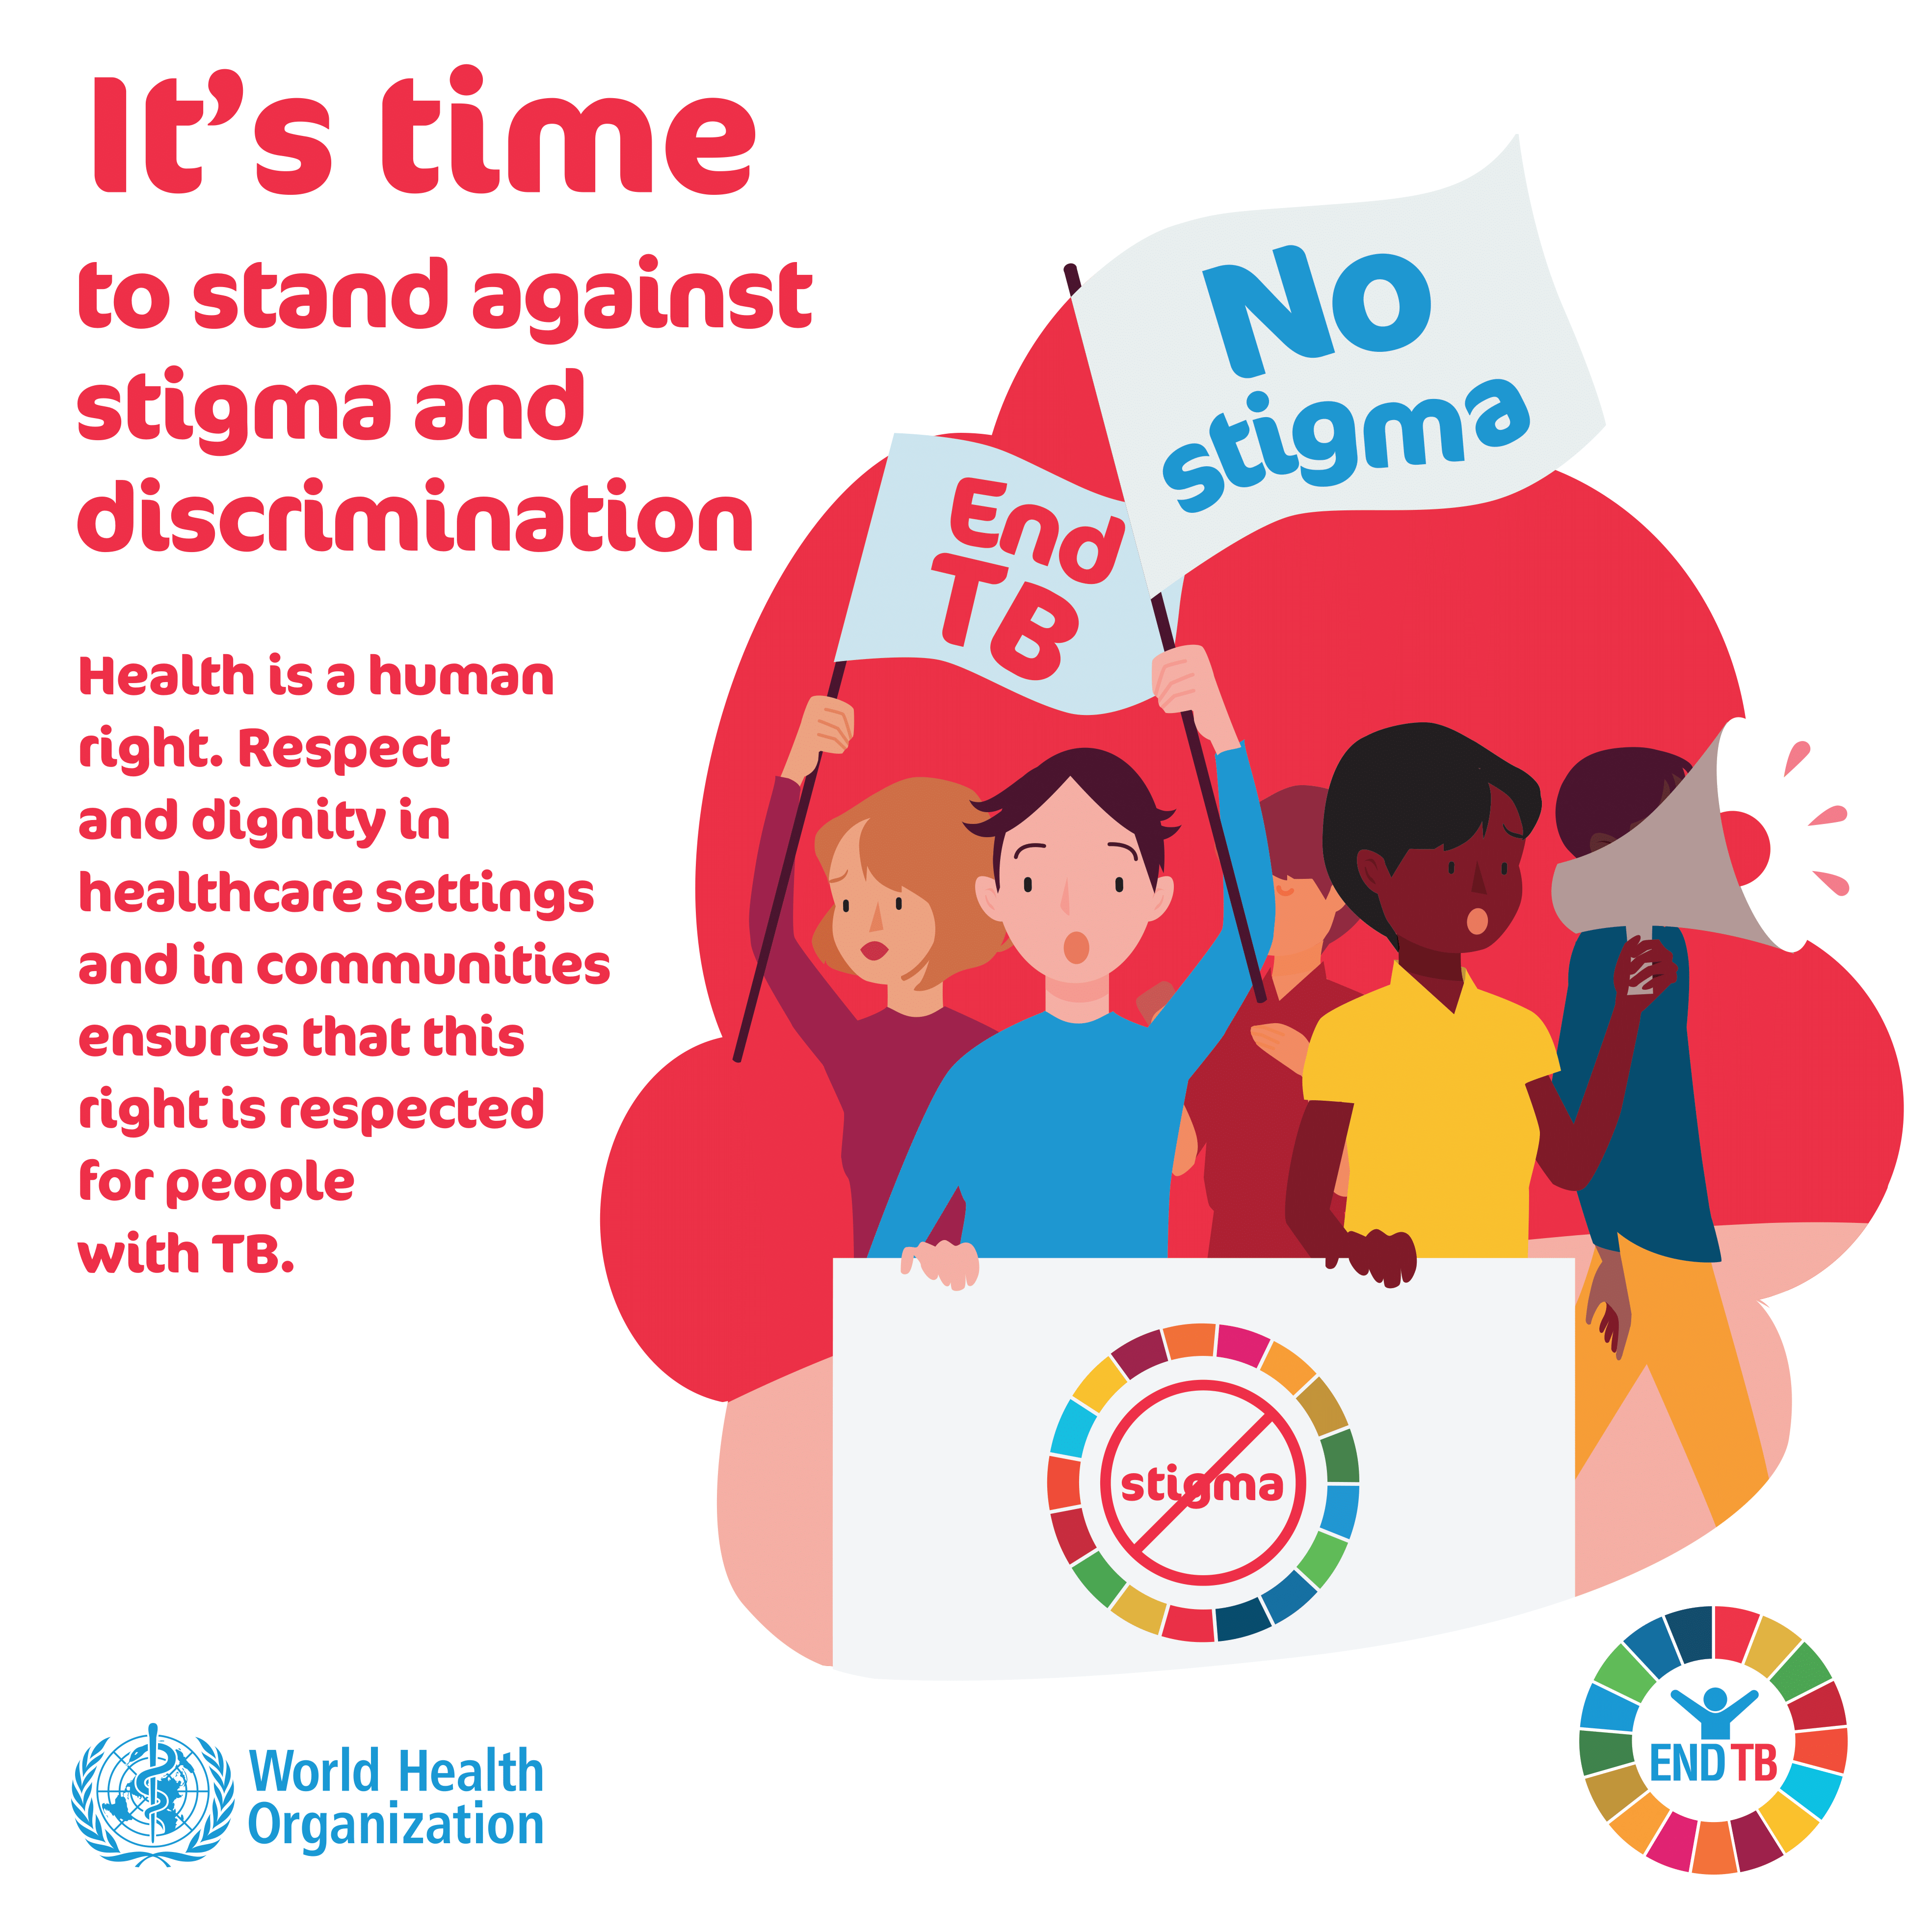 It's time
to stand against
stigma and
discrimination
Health is a human
right. Respect
and dignity in
healthcare settings
and in communities
ensures that this
right is respected
for people
with TB.
No
stigma
End
TB
stigma
World Health
Organization
END TB